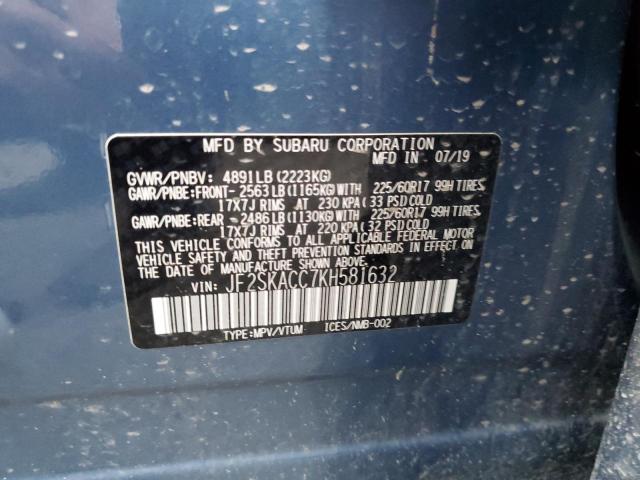 MFD BY SUBARU CORPORATION
MFD IN 07/19
GVWR/PNBV: 4891LB(2223KG)
GAWR/PNBE:FRONT- 2563LB(1165KG)WITH 225/60R17 99H TIRES
17X7J RIMS AT 230 KPA(33 PSI)COLD
GAWR/PNBE:REAR -2486LB(1130KG)WITH 225/60R17 99H TIRES
17X7J RIMS AT 220 KPA(32 PSI)COLD
THIS VEHICLE CONFORMS TO ALL APPLICABLE FEDERAL MOTOR
VEHICLE SAFETY AND THEFT PREVENTION STANDARDS IN EFFECT
ON THE DATE OF MANUFACTURE SHOWN ABOVE.
VIN: JF2SKACC7KH581632
TYPE:MPV/VTUM ICES/NMB-002